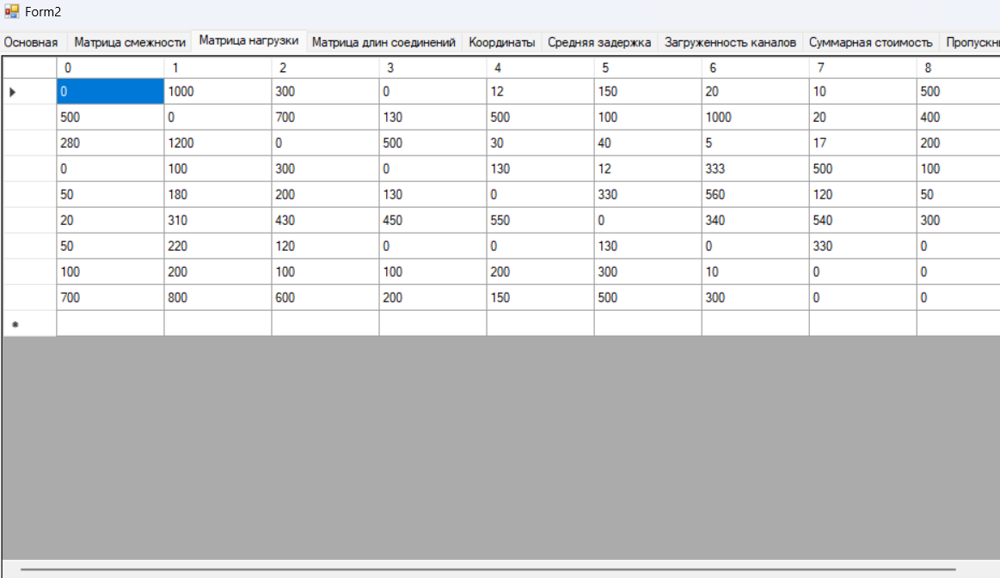 Form2
Основная Матрица смежности Матрица нагрузки Матрица длин соединений Координаты Средняя задержка Загруженность каналов Суммарная стоимость
0 1 2 3 4 5 6 7 8
0 1000 300 0 12 150 20 10 500
500 0 700 130 500 100 1000 20 400
280 1200 0 500 30 40 5 17 200
0 100 300 0 130 12 333 500 100
50 180 200 130 0 330 560 120 50
20 310 430 450 550 0 340 540 300
50 220 120 0 0 130 0 330 0
100 200 100 100 200 300 10 0 0
700 800 600 200 150 500 300 0 0